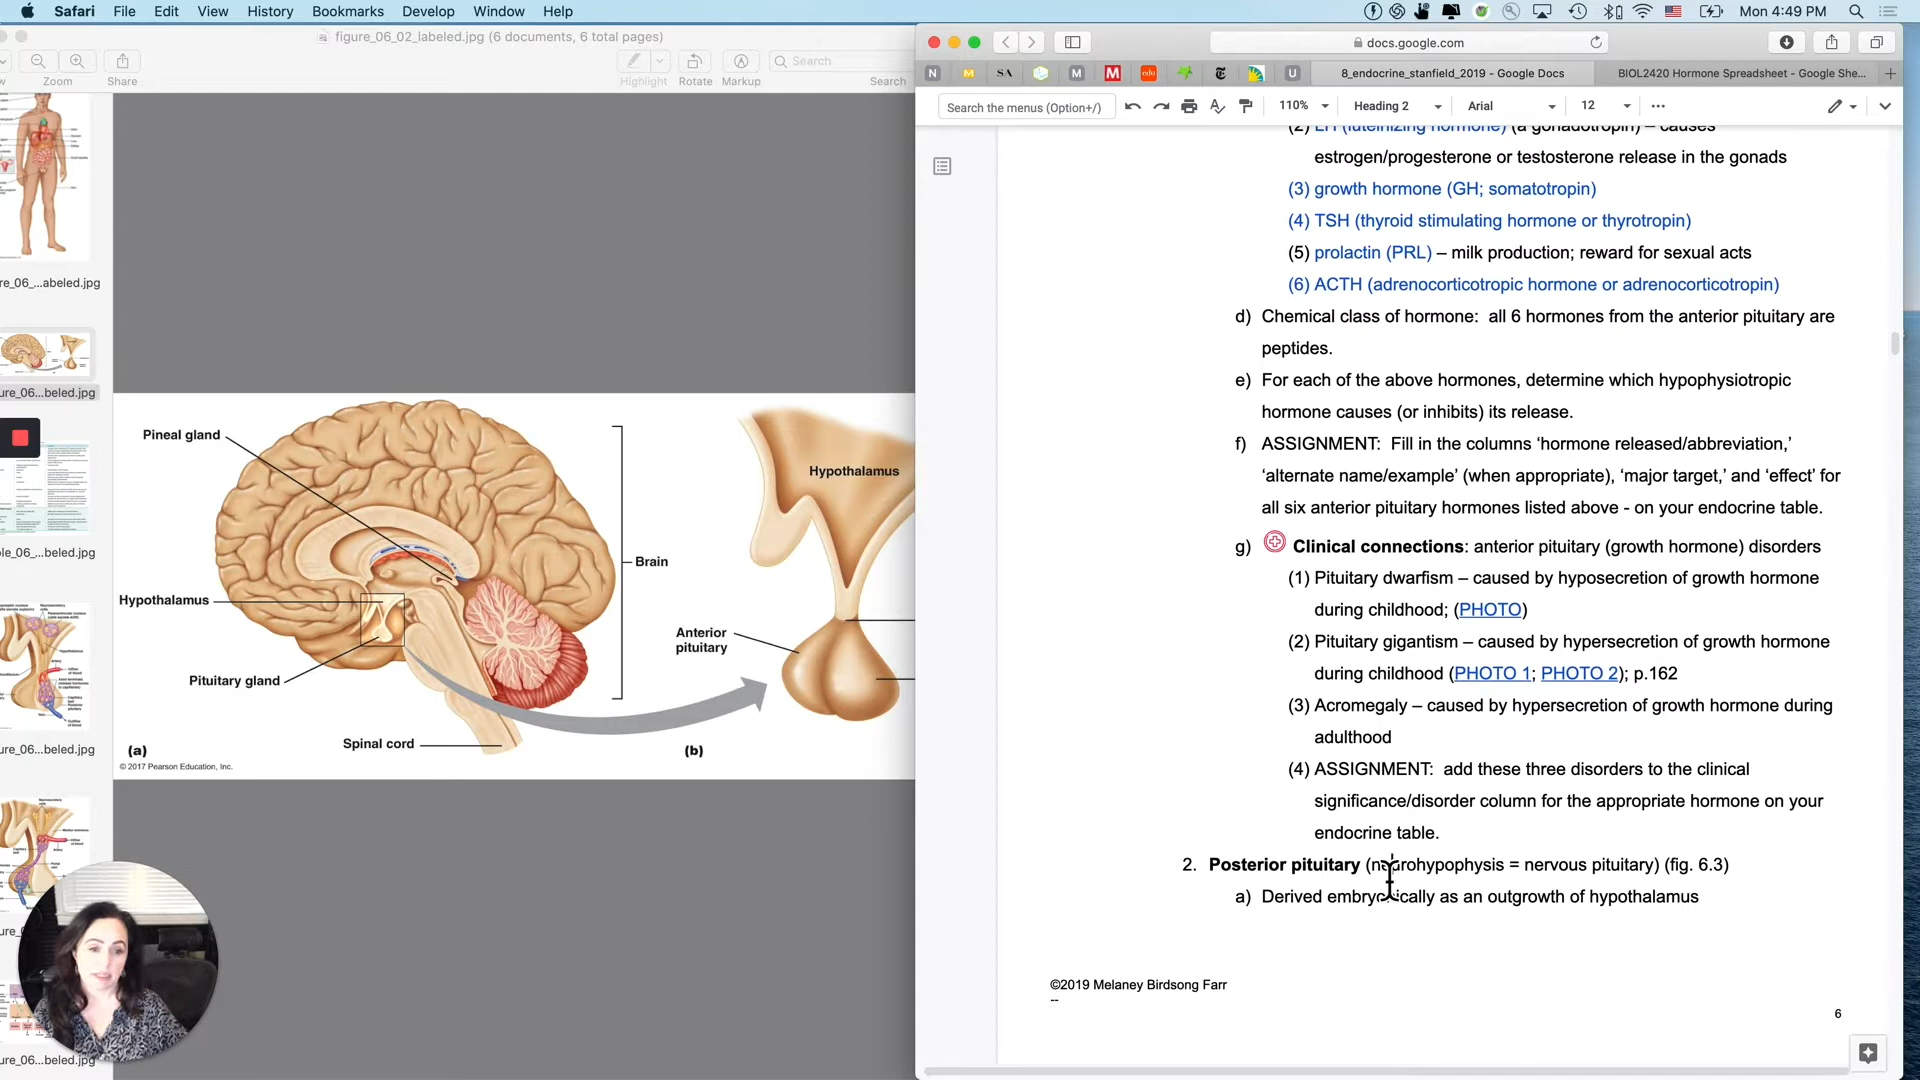 Safari File Edit View History Bookmarks Develop Window Help Mon 4:49 PM
figure_06_02_labeled.jpg (6 documents, 6 total pages)
Search
Zoom Share Highlight Rotate Markup Search
docs.google.com
N M SA M M edu U 8_endocrine_stanfield_2019 - Google Docs BIOL2420 Hormone Spreadsheet - Google She...
Search the menus (Option+/) 110% Heading 2 Arial 12
ure_06_...abeled.jpg
ure_06...beled.jpg
le_06_...beled.jpg
ure_06...beled.jpg
ure_06...beled.jpg
Pineal gland
Hypothalamus
Pituitary gland
Spinal cord
Brain
(a)
© 2017 Pearson Education, Inc.
Hypothalamus
Anterior
pituitary
(b)
(2) LH (luteinizing hormone) (a gonadotropin) – causes
estrogen/progesterone or testosterone release in the gonads
(3) growth hormone (GH; somatotropin)
(4) TSH (thyroid stimulating hormone or thyrotropin)
(5) prolactin (PRL) – milk production; reward for sexual acts
(6) ACTH (adrenocorticotropic hormone or adrenocorticotropin)
d) Chemical class of hormone: all 6 hormones from the anterior pituitary are
peptides.
e) For each of the above hormones, determine which hypophysiotropic
hormone causes (or inhibits) its release.
f) ASSIGNMENT: Fill in the columns ‘hormone released/abbreviation,’
‘alternate name/example’ (when appropriate), ‘major target,’ and ‘effect’ for
all six anterior pituitary hormones listed above - on your endocrine table.
g) Clinical connections: anterior pituitary (growth hormone) disorders
(1) Pituitary dwarfism – caused by hyposecretion of growth hormone
during childhood; (PHOTO)
(2) Pituitary gigantism – caused by hypersecretion of growth hormone
during childhood (PHOTO 1; PHOTO 2); p.162
(3) Acromegaly – caused by hypersecretion of growth hormone during
adulthood
(4) ASSIGNMENT: add these three disorders to the clinical
significance/disorder column for the appropriate hormone on your
endocrine table.
2. Posterior pituitary (neurohypophysis = nervous pituitary) (fig. 6.3)
a) Derived embryonically as an outgrowth of hypothalamus
©2019 Melaney Birdsong Farr
--
6